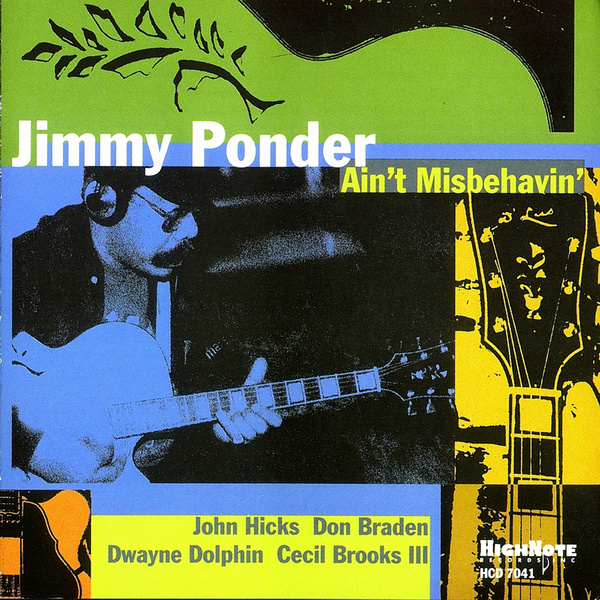 Jimmy Ponder
Ain't Misbehavin'
John Hicks Don Braden
Dwayne Dolphin Cecil Brooks III
HIGHNOTE
RECORDS, INC
HCD 7041